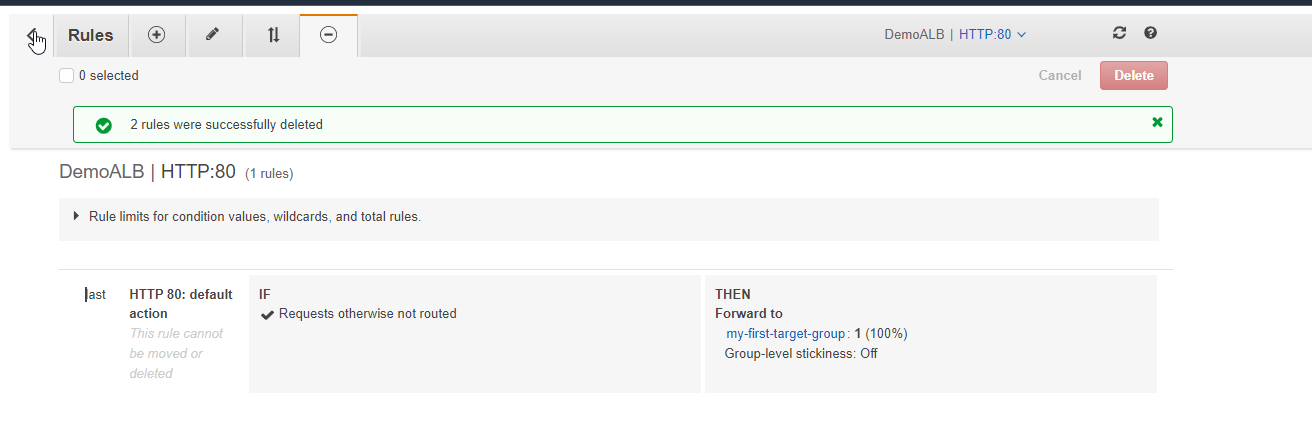 Rules
DemoALB | HTTP:80
0 selected
Cancel
Delete
2 rules were successfully deleted
DemoALB | HTTP:80 (1 rules)
Rule limits for condition values, wildcards, and total rules.
last
HTTP 80: default
action
This rule cannot
be moved or
deleted
IF
Requests otherwise not routed
THEN
Forward to
my-first-target-group: 1 (100%)
Group-level stickiness: Off